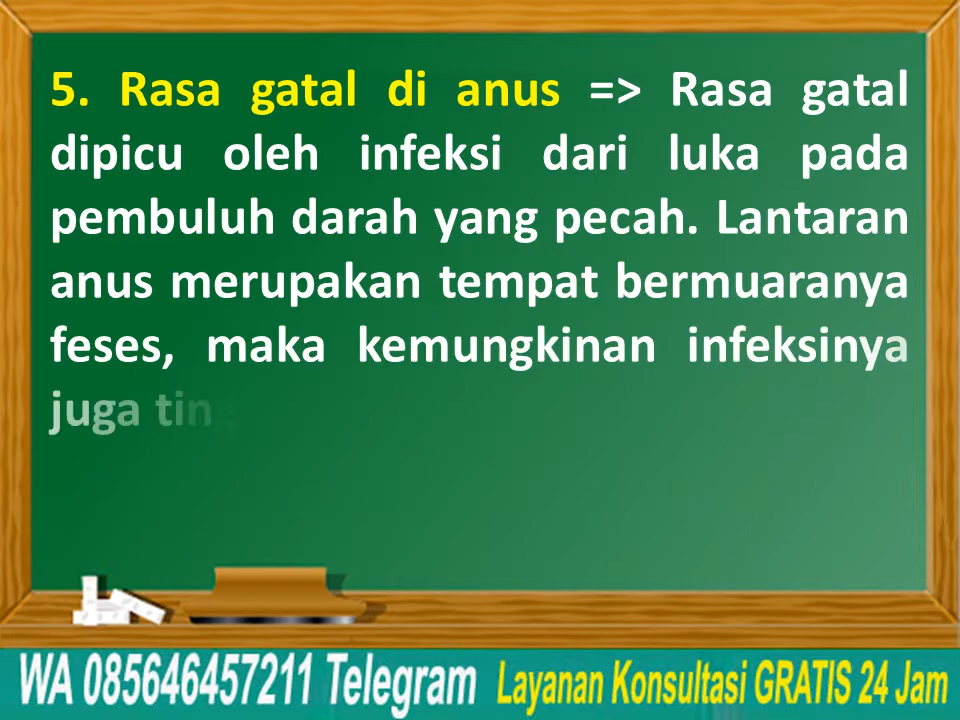 5. Rasa gatal di anus => Rasa gatal
dipicu oleh infeksi dari luka pada
pembuluh darah yang pecah. Lantaran
anus merupakan tempat bermuaranya
feses, maka kemungkinan infeksinya
juga ting
WA 085646457211 Telegram Layanan Konsultasi GRATIS 24 Jam